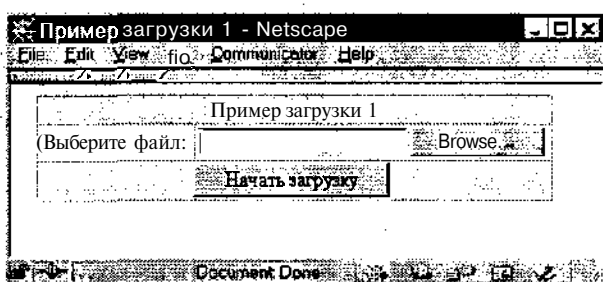 Пример загрузки 1 - Netscape
File Edit View fio Communicator Help
Пример загрузки 1
(Выберите файл: Browse...
Начать загрузку
Document Done